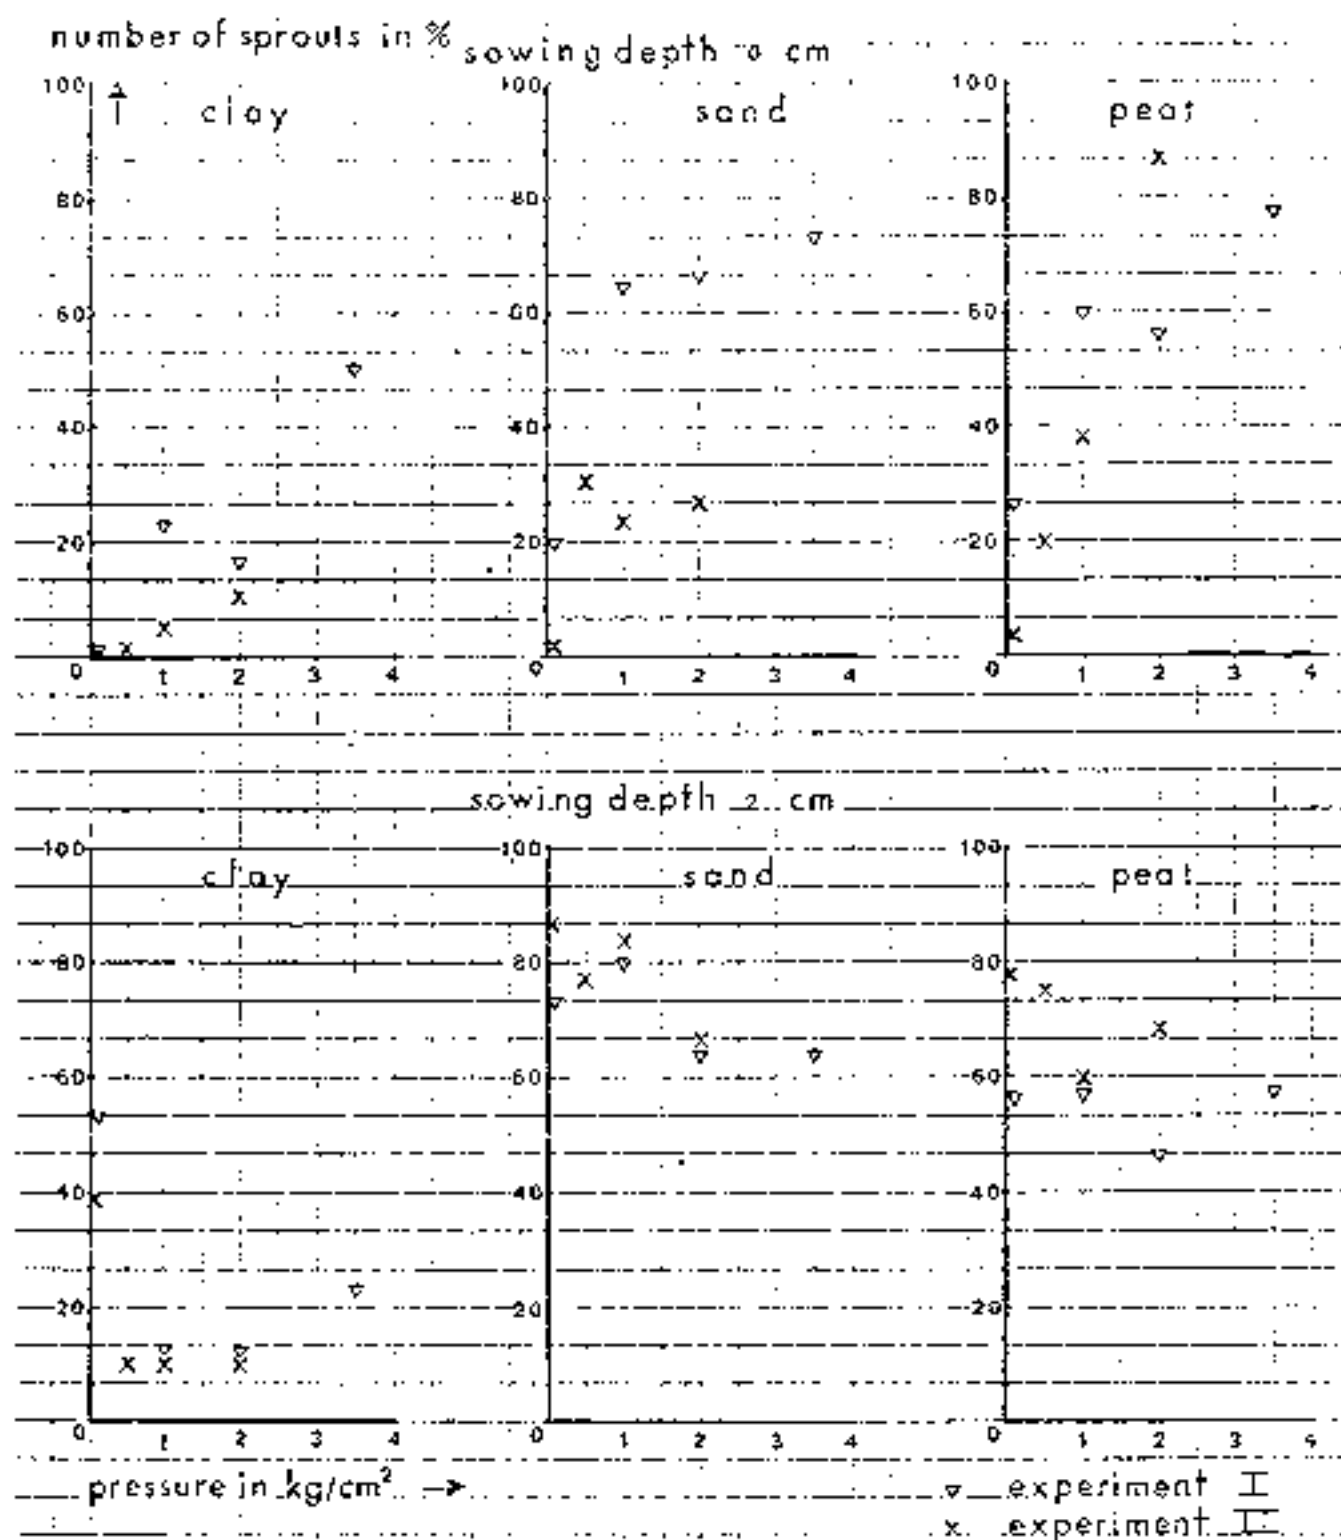 number of sprouts in %
sowing depth 0 cm
clay sand peat
100 100 100
80 80 80
60 60 60
40 40 40
20 20 20
0 1 2 3 4 0 1 2 3 4 0 1 2 3 4
sowing depth 2 cm
clay sand peat
100 100 100
80 80 80
60 60 60
40 40 40
20 20 20
0 1 2 3 4 0 1 2 3 4 0 1 2 3 4
pressure in kg/cm²
experiment I
experiment II